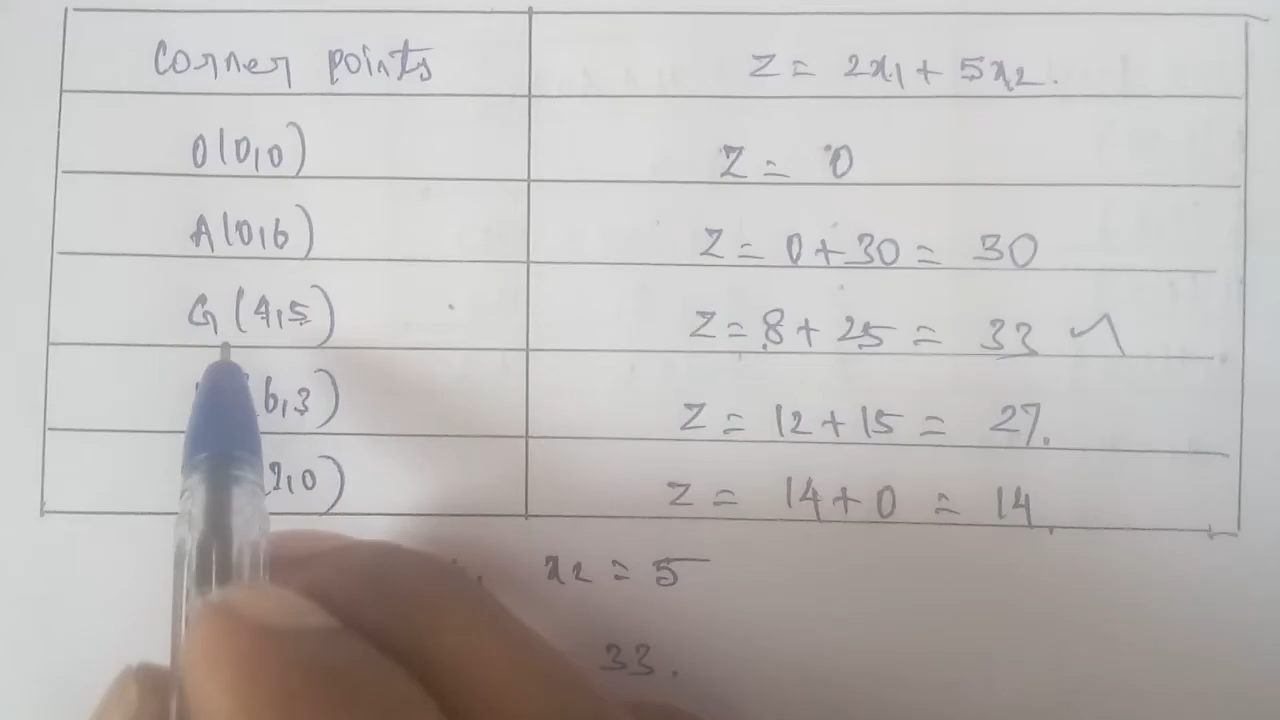 Corner points Z = 2x1 + 5x2.
O(0,0) Z = 0
A(0,6) Z = 0+30 = 30
G(4,5) Z = 8+25 = 33
6,3) Z = 12+15 = 27.
,0) Z = 14+0 = 14
x2 = 5
33.